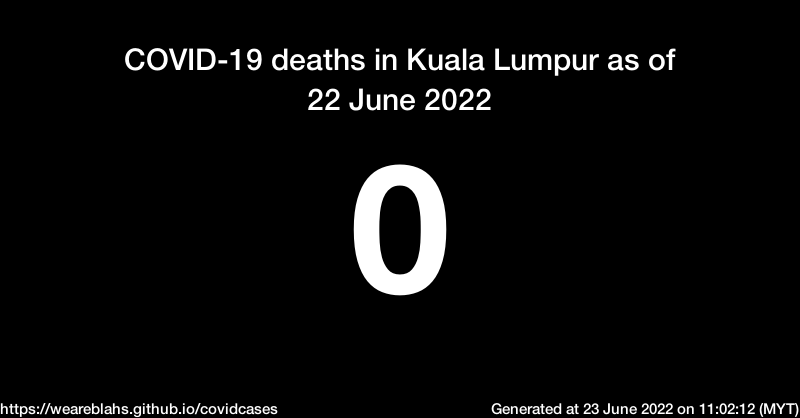 COVID-19 deaths in Kuala Lumpur as of
22 June 2022
0
https://weareblahs.github.io/covidcases
Generated at 23 June 2022 on 11:02:12 (MYT)